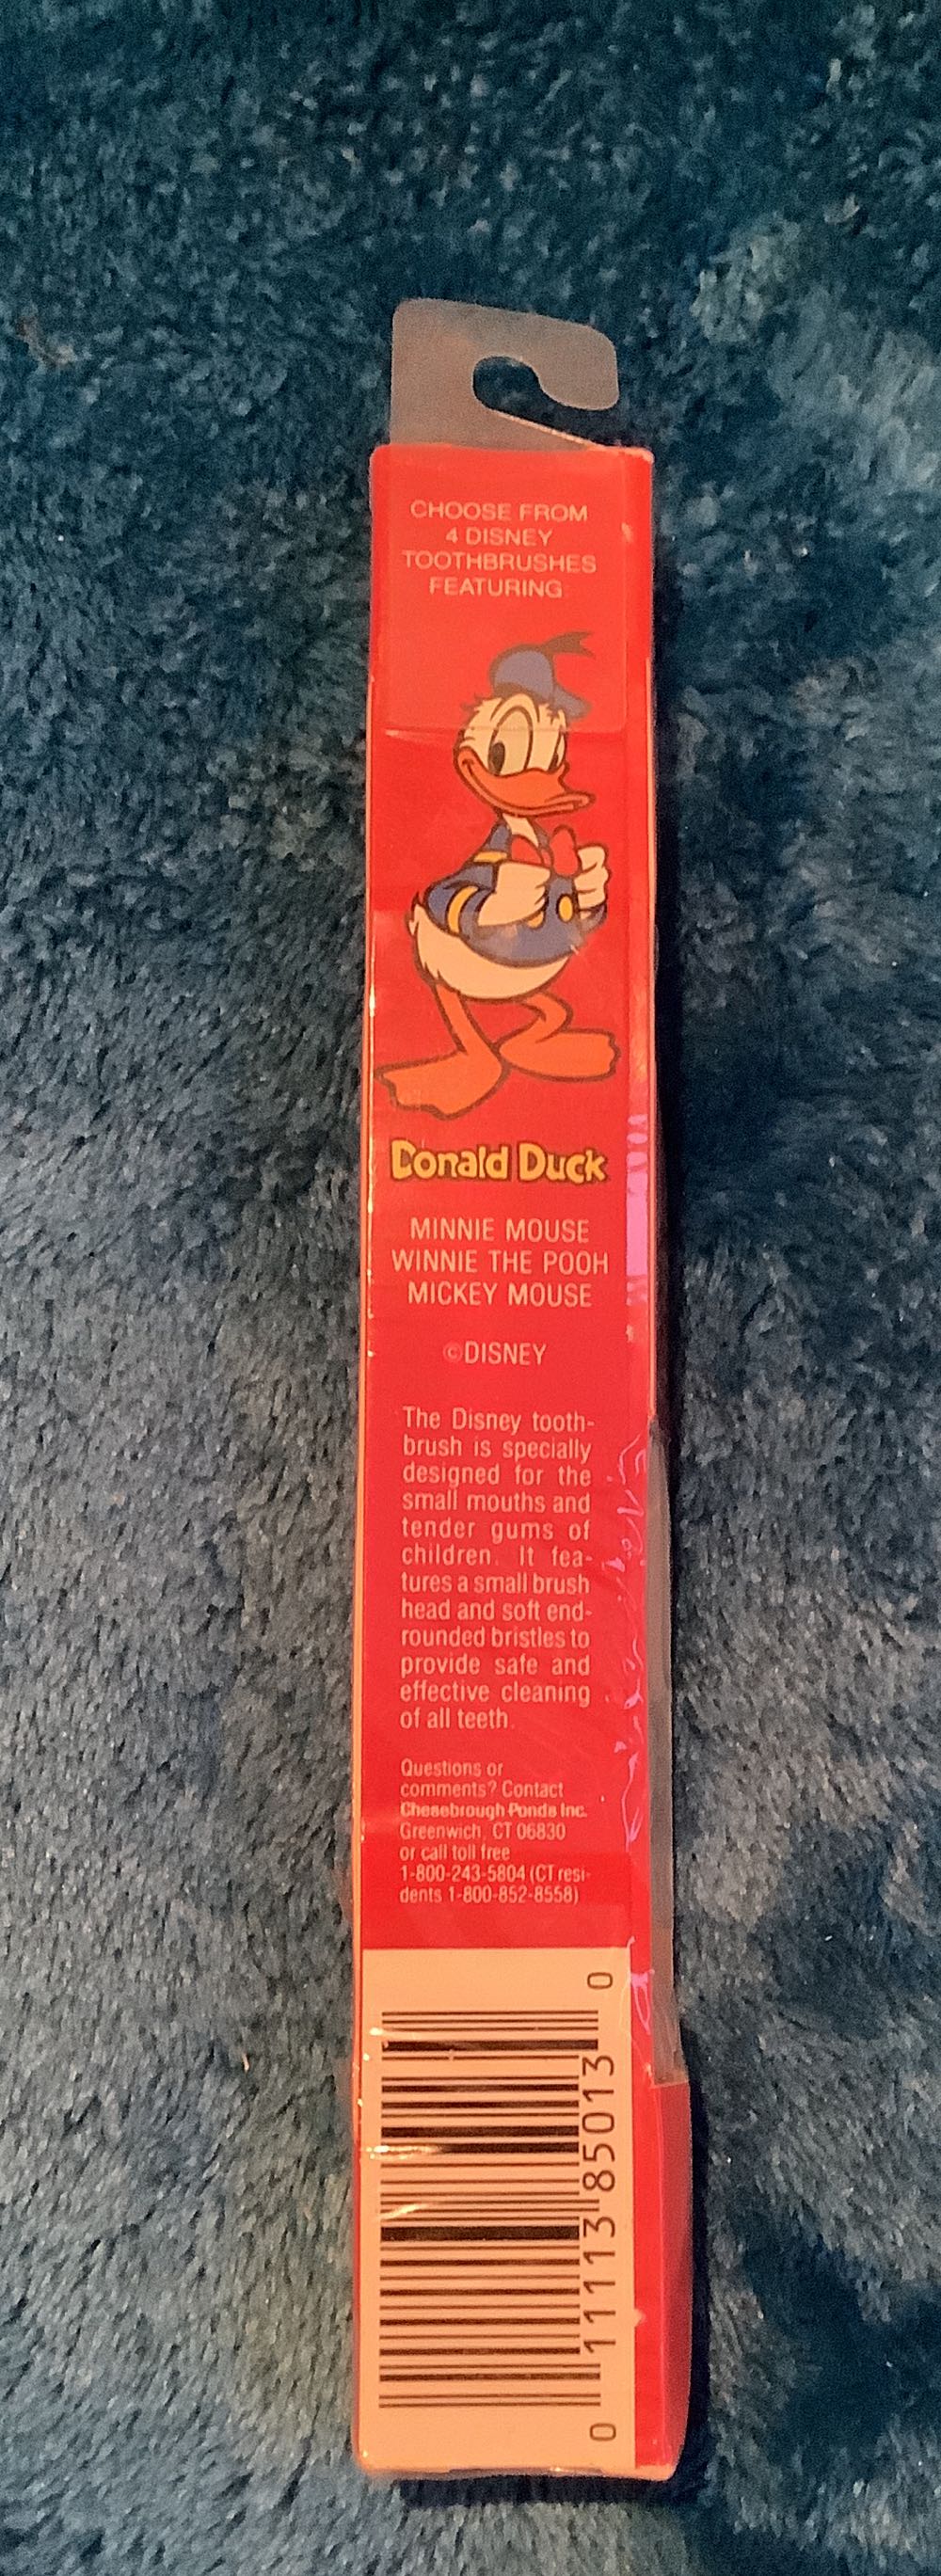 CHOOSE FROM
4 DISNEY
TOOTHBRUSHES
FEATURING
Donald Duck
MINNIE MOUSE
WINNIE THE POOH
MICKEY MOUSE
©DISNEY
The Disney tooth-
brush is specially
designed for the
small mouths and
tender gums of
children. It fea-
tures a small brush
head and soft end-
rounded bristles to
provide safe and
effective cleaning
of all teeth.
Questions or
comments? Contact
Chesebrough-Ponds Inc.
Greenwich, CT 06830
or call toll free
1-800-243-5804 (CT resi-
dents 1-800-852-8558)
0 11113 85013 0